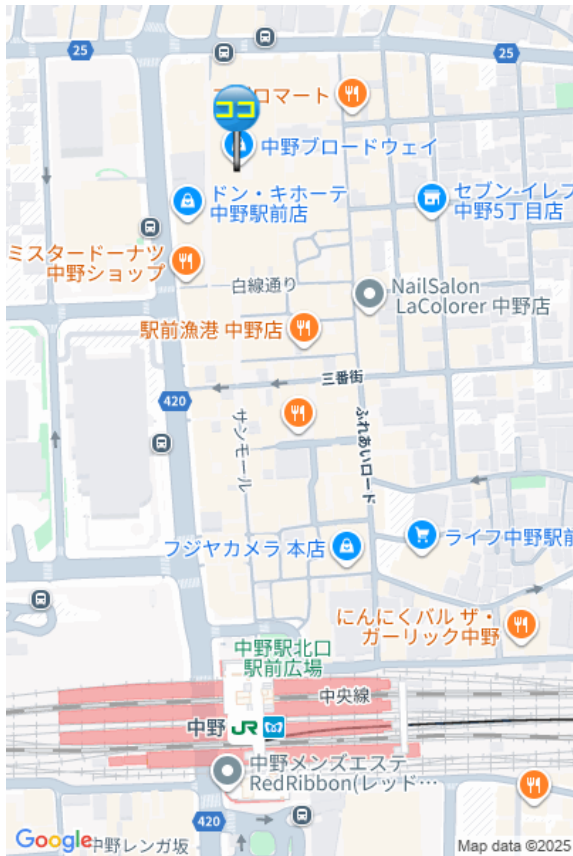 25
25
ロマート
ココ
中野ブロードウェイ
ドン・キホーテ
中野駅前店
セブン-イレブ
中野5丁目店
ミスタードーナツ
中野ショップ
白線通り
NailSalon
LaColorer 中野店
駅前漁港 中野店
三番街
420
サンモール
ふれあいロード
フジヤカメラ 本店
ライフ中野駅前
にんにくバル ザ・
ガーリック中野
中野駅北口
駅前広場
中央線
中野 JR
中野メンズエステ
RedRibbon(レッド…
420
Google
中野レンガ坂
Map data ©2025